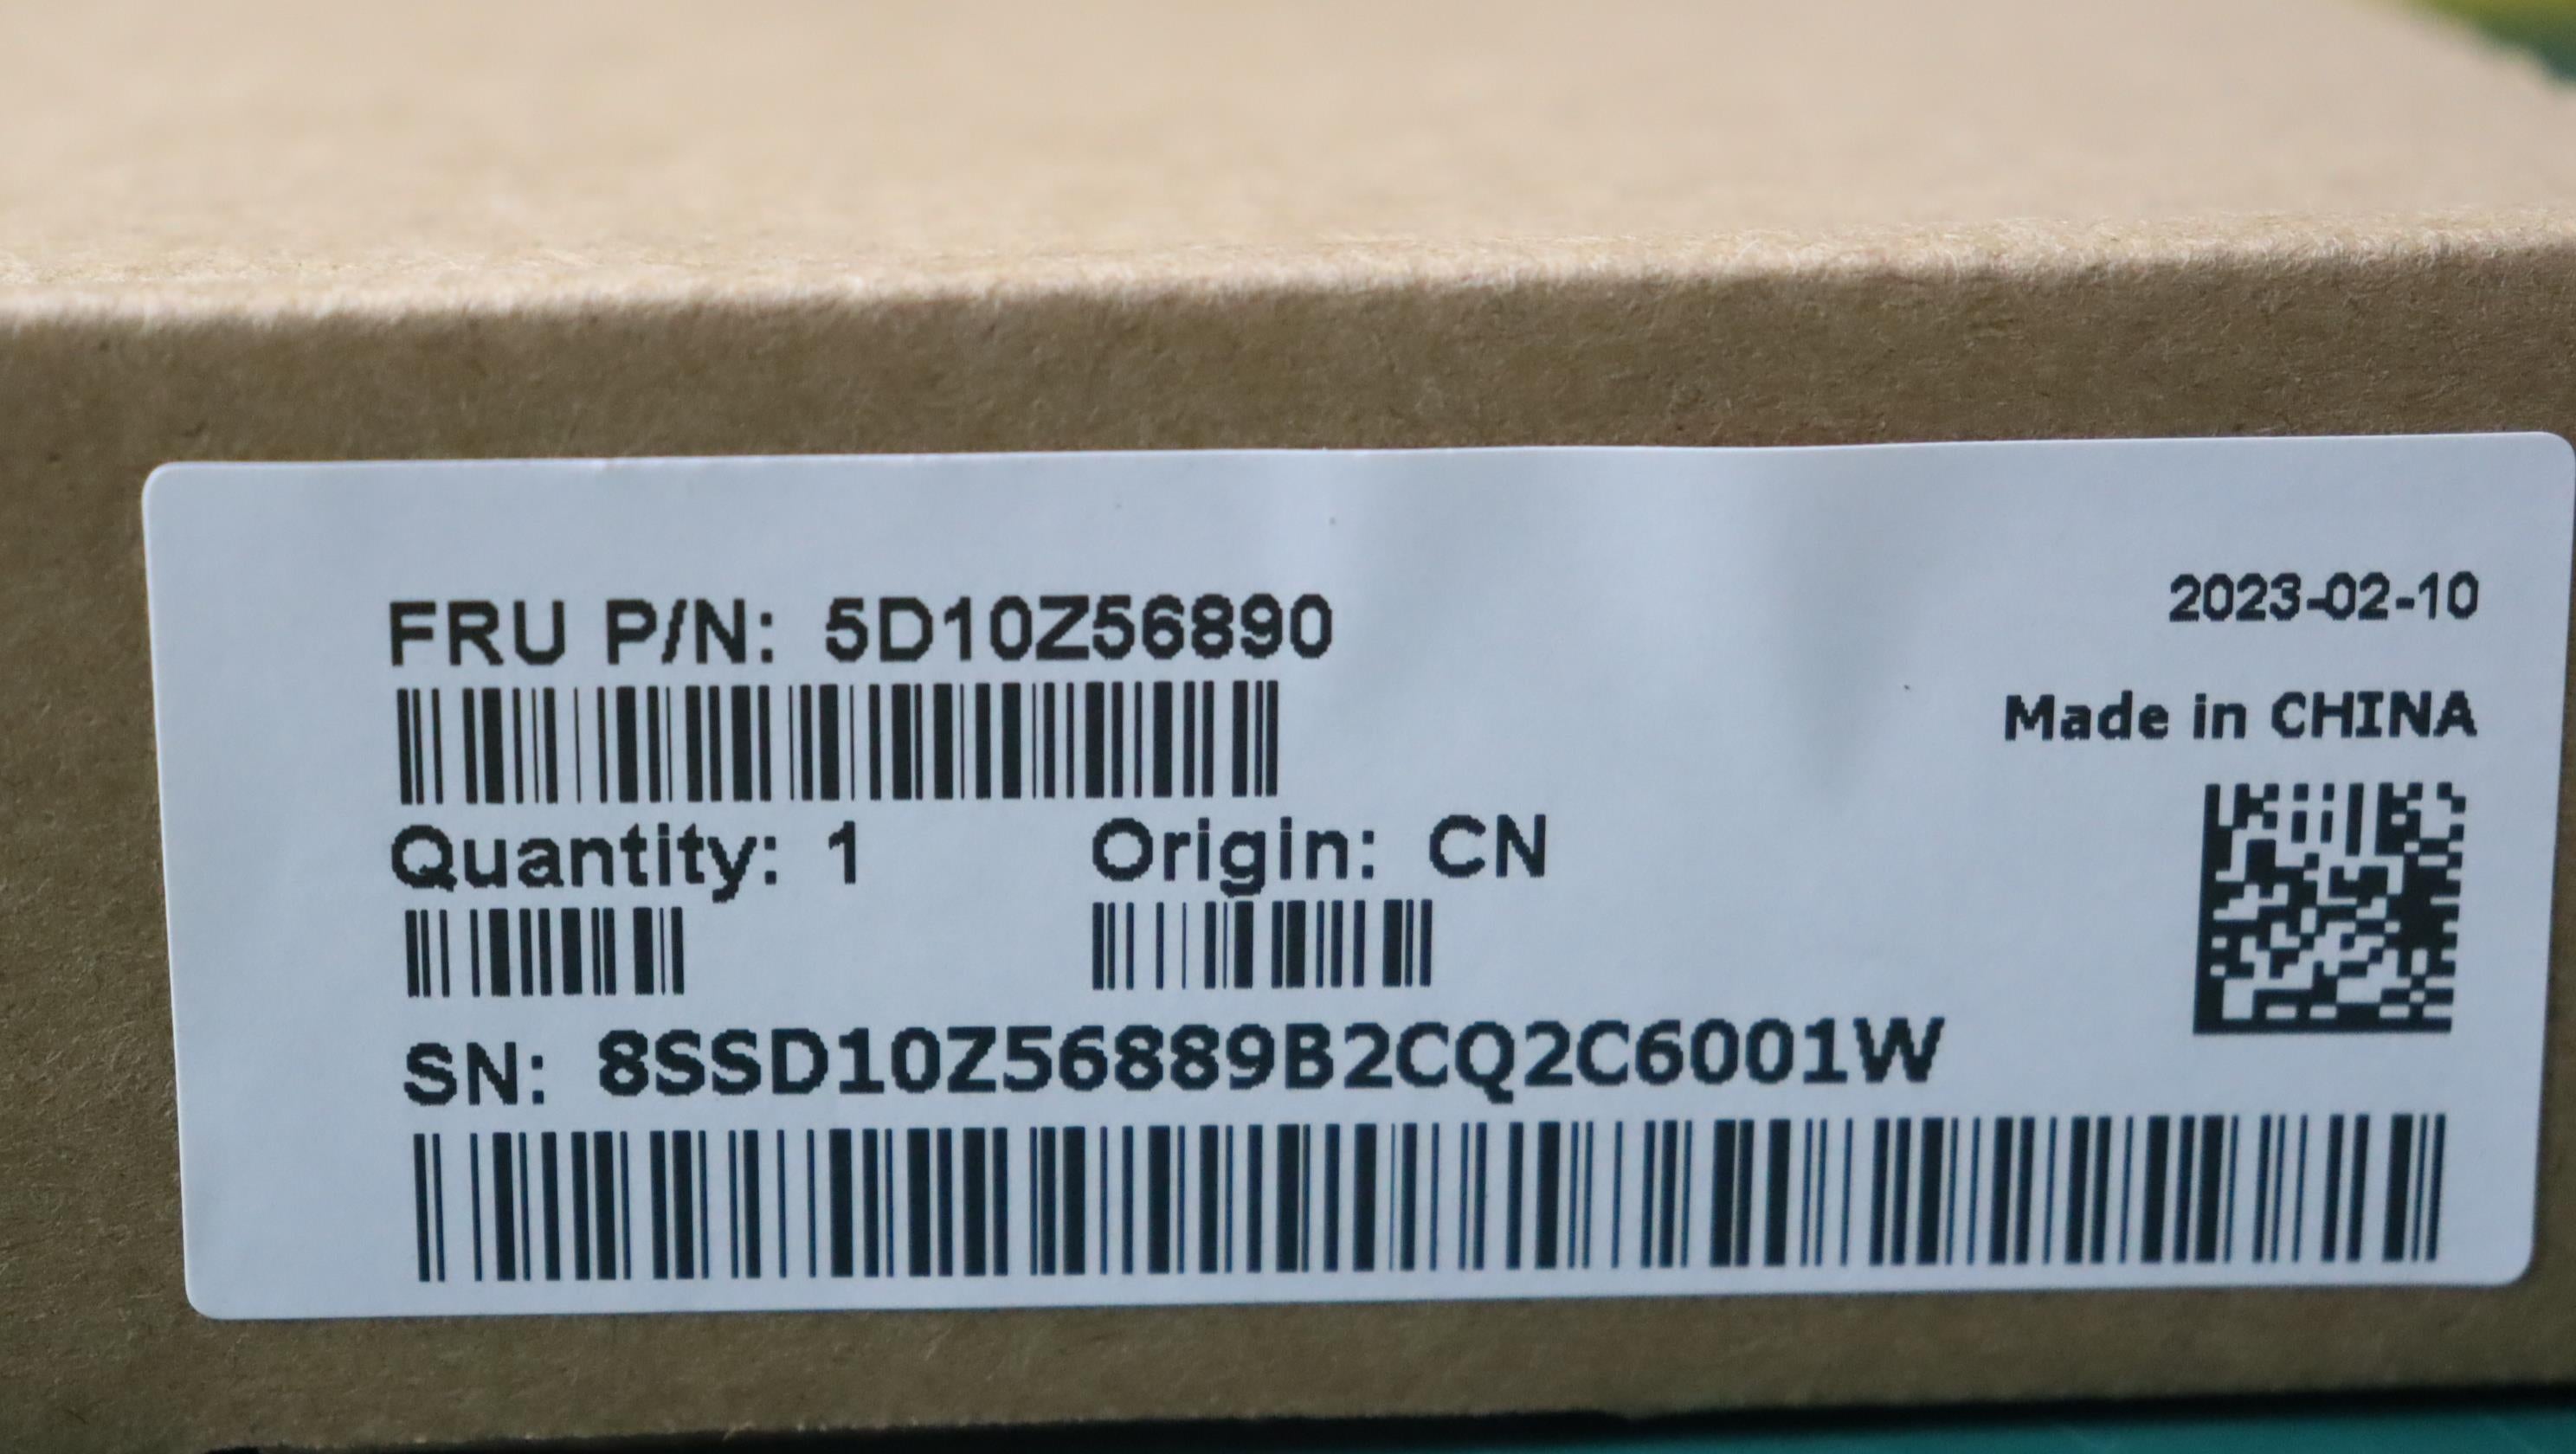 FRU P/N: 5D10Z56890
2023-02-10
Made in CHINA
Quantity: 1
Origin: CN
SN: 8SSD10Z56889B2CQ2C6001W